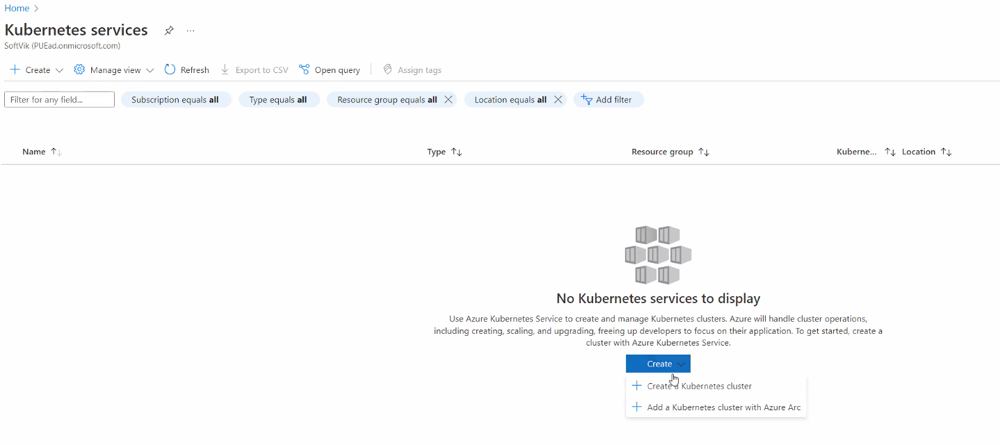 Home
Kubernetes services ...
SoftVik (PUEad.onmicrosoft.com)
Create Manage view Refresh Export to CSV Open query Assign tags
Filter for any field... Subscription equals all Type equals all Resource group equals all Location equals all Add filter
Name Type Resource group Kuberne... Location
No Kubernetes services to display
Use Azure Kubernetes Service to create and manage Kubernetes clusters. Azure will handle cluster operations,
including creating, scaling, and upgrading, freeing up developers to focus on their application. To get started, create a
cluster with Azure Kubernetes Service.
Create
Create a Kubernetes cluster
Add a Kubernetes cluster with Azure Arc